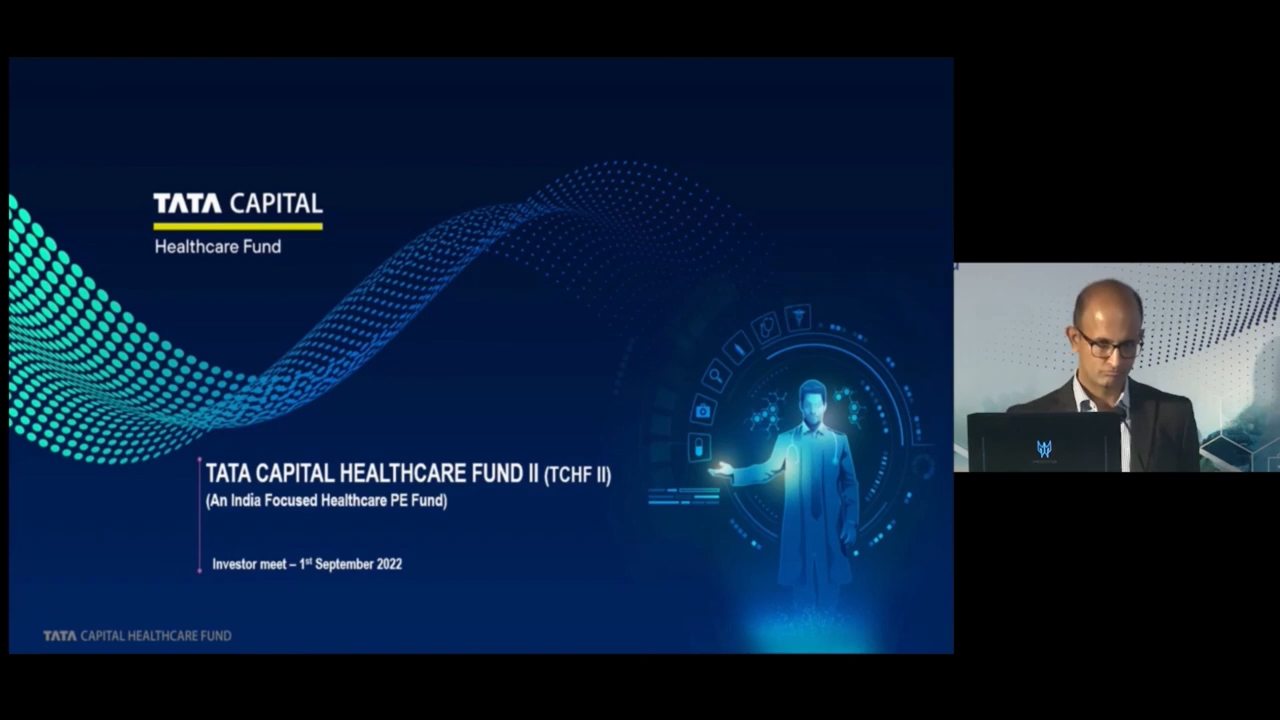 TATA CAPITAL
Healthcare Fund
TATA CAPITAL HEALTHCARE FUND II (TCHF II)
(An India Focused Healthcare PE Fund)
Investor meet – 1st September 2022
TATA CAPITAL HEALTHCARE FUND